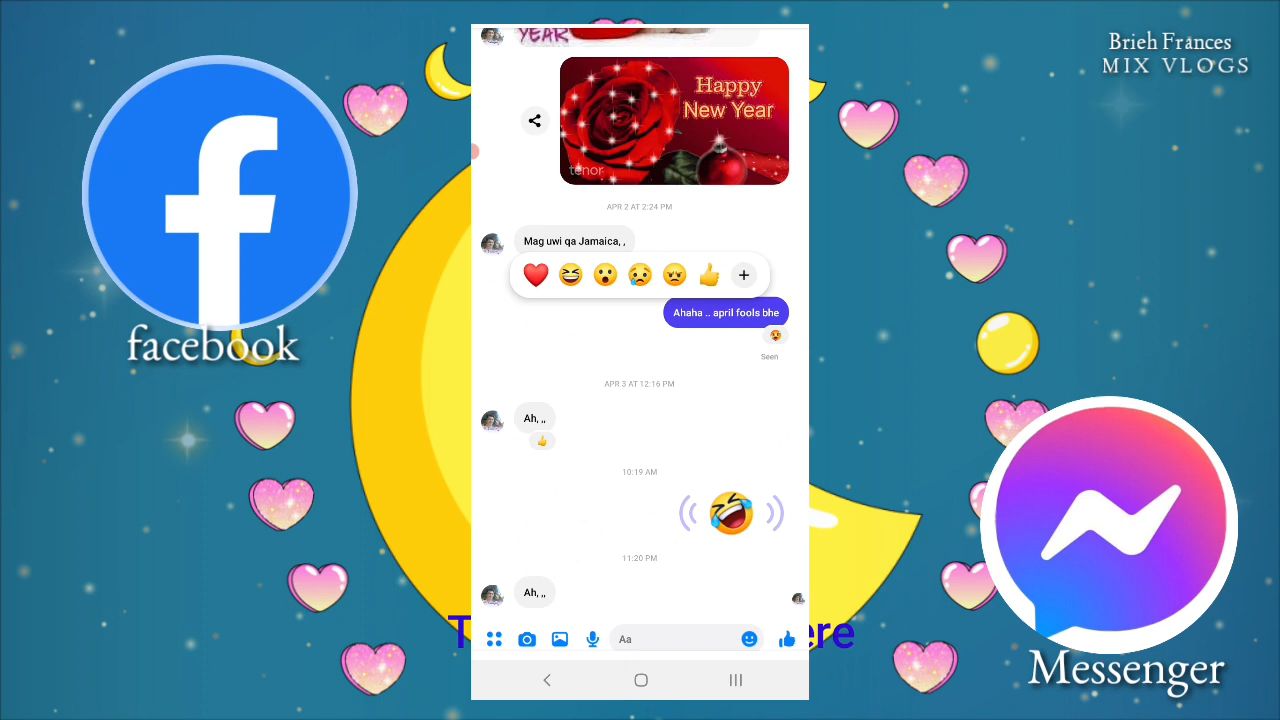 Brieh Frances
MIX VLOGS
facebook
YEAR
Happy
New Year
tenor
APR 2 AT 2:24 PM
Mag uwi qa Jamaica, ,
Ahaha .. april fools bhe
Seen
APR 3 AT 12:16 PM
Ah, ,,
10:19 AM
11:20 PM
Ah, ,,
Aa
Messenger